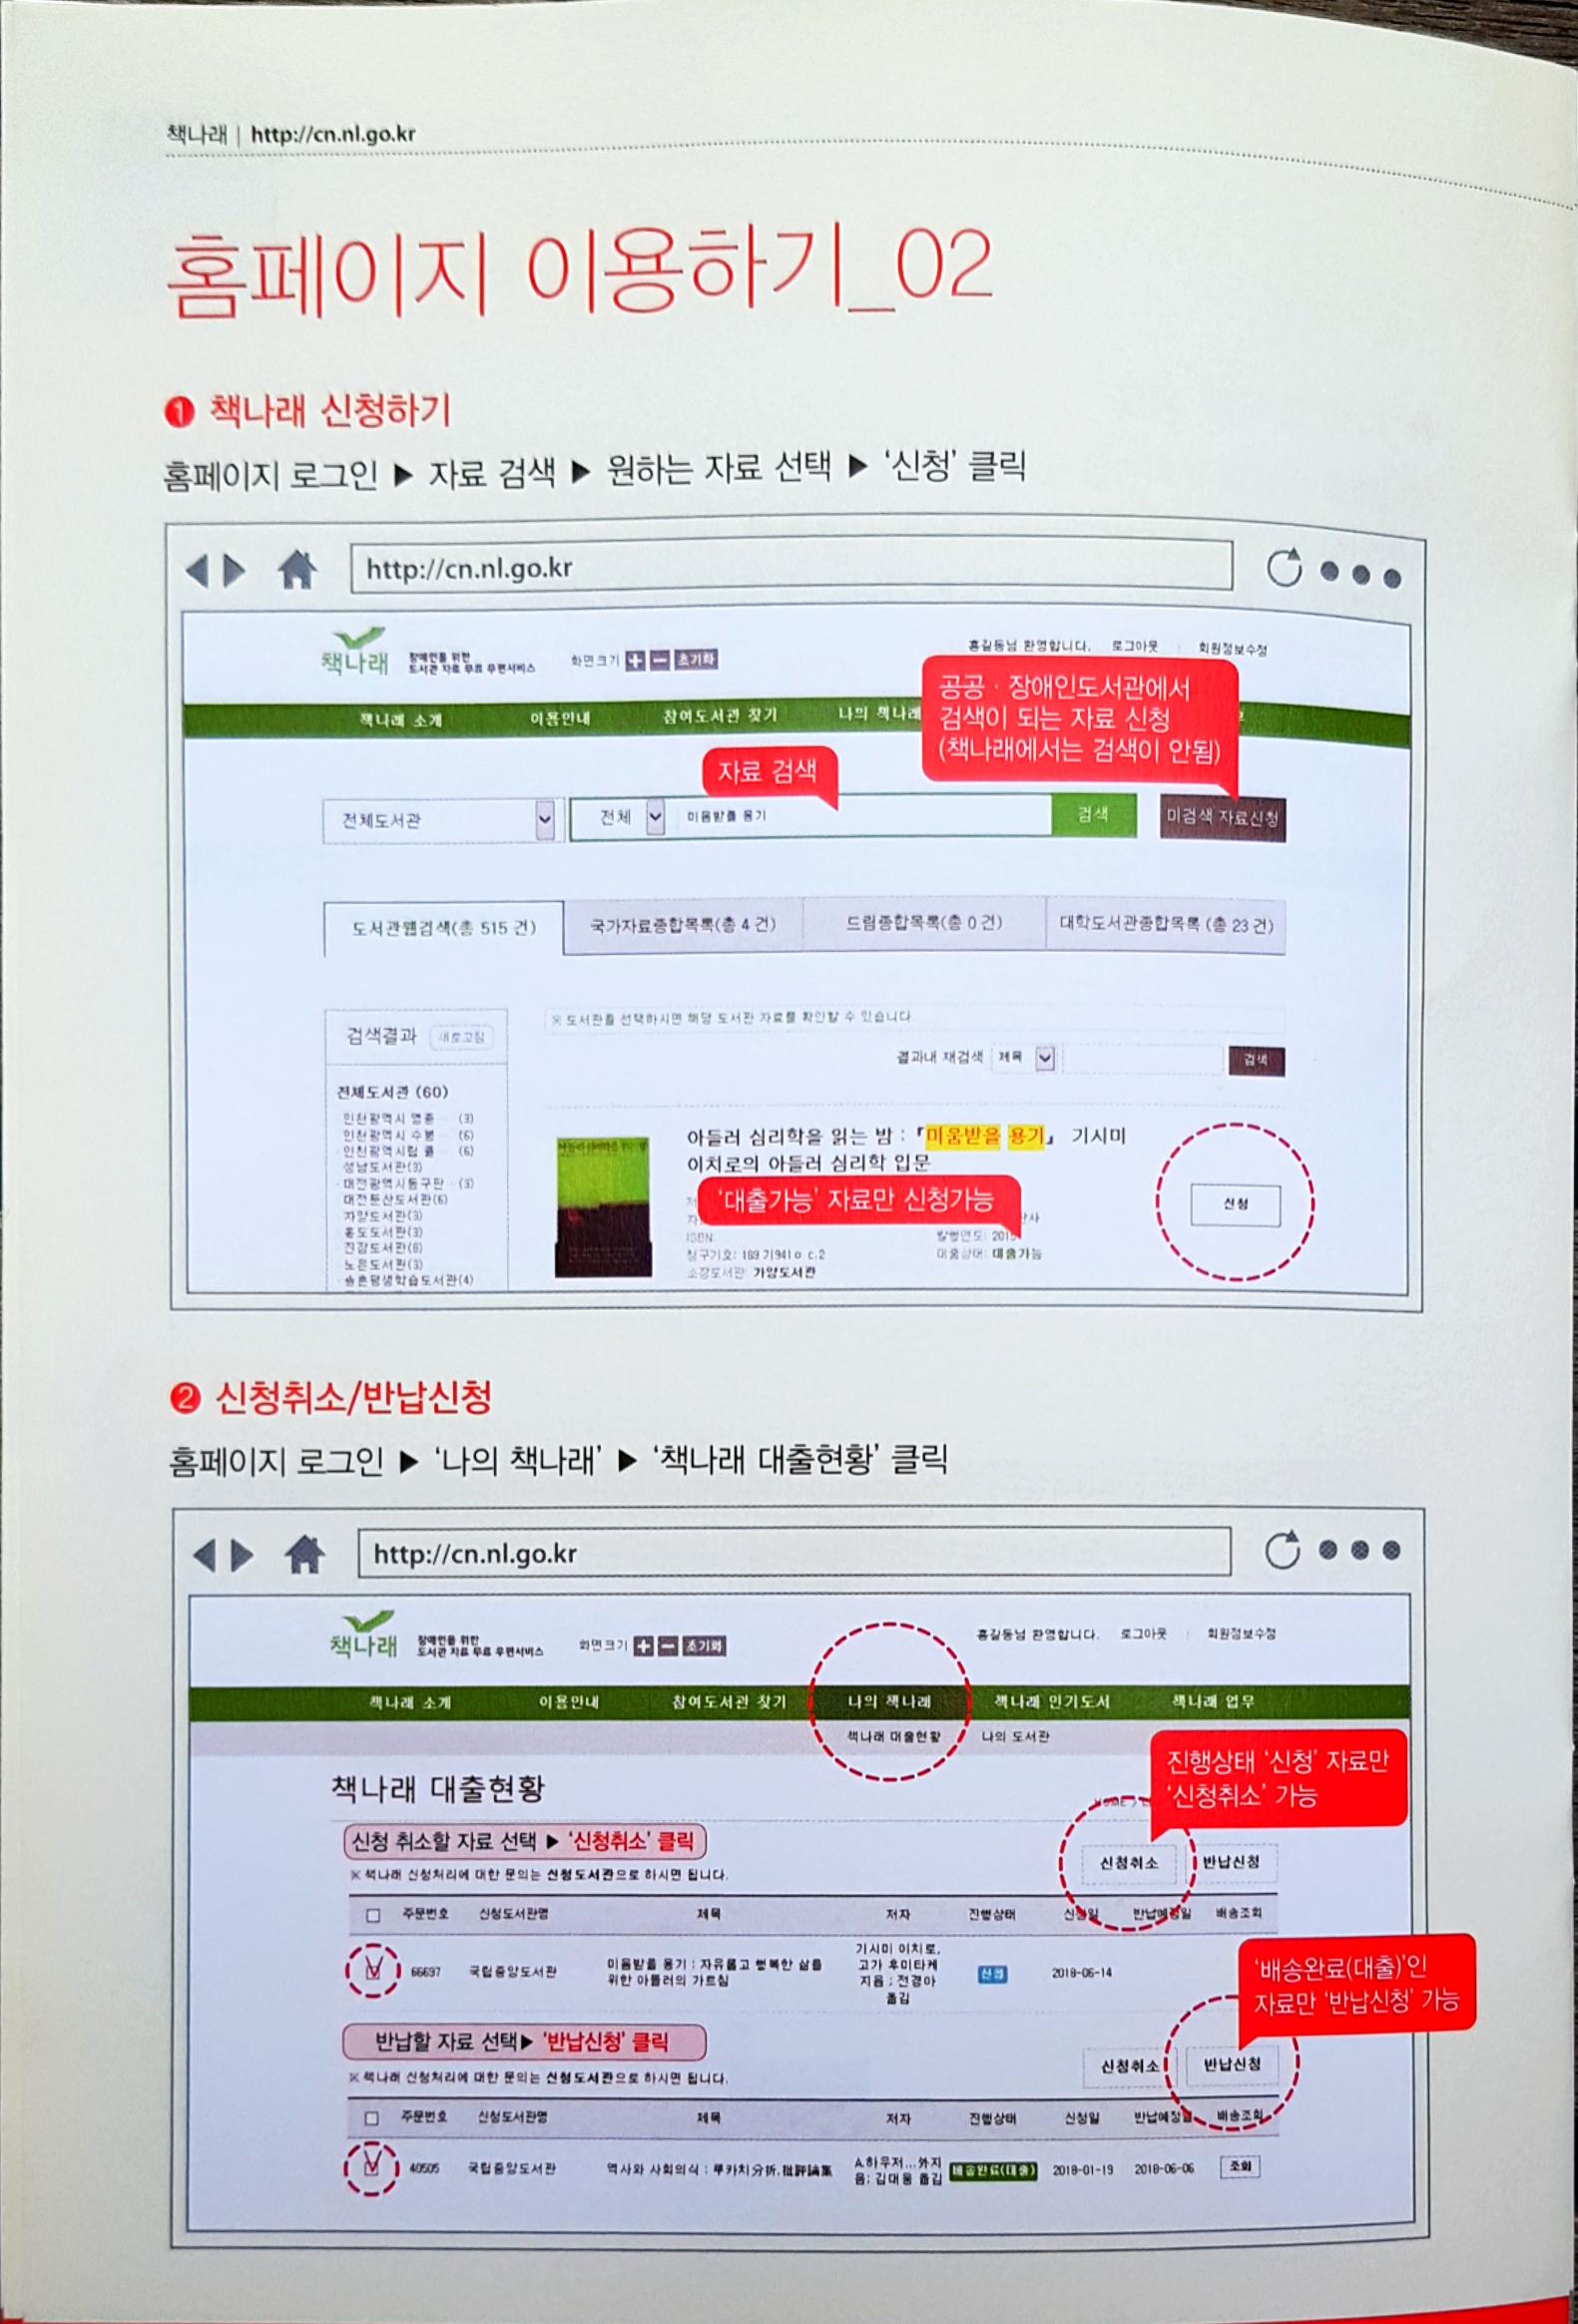 책나래 | http://cn.nl.go.kr
홈페이지 이용하기_02
❶ 책나래 신청하기
홈페이지 로그인 ▶ 자료 검색 ▶ 원하는 자료 선택 ▶ ‘신청’ 클릭
http://cn.nl.go.kr
책나래 장애인을 위한 도서관 자료 무료 우편서비스 화면크기 + − 초기화 홍길동님 환영합니다. 로그아웃 회원정보수정
책나래 소개 이용안내 참여도서관 찾기 나의 책나래
공공 · 장애인도서관에서
검색이 되는 자료 신청
(책나래에서는 검색이 안됨)
자료 검색
전체도서관 전체 미움받을 용기 검색 미검색 자료신청
도서관웹검색(총 515 건) 국가자료종합목록(총 4 건) 드림종합목록(총 0 건) 대학도서관종합목록 (총 23 건)
※ 도서관을 선택하시면 해당 도서관 자료를 확인할 수 있습니다
검색결과 새로고침
결과내 재검색 제목 검색
전체도서관 (60)
인천광역시 영종 (3)
인천광역시 수봉 (6)
인천광역시립 (6)
성남도서관(3)
대전광역시동구판 (3)
대전둔산도서관(6)
자양도서관(3)
홍도도서관(3)
진잠도서관(8)
노은도서관(3)
송촌평생학습도서관(4)
아들러 심리학을 읽는 밤 : 『미움받을 용기』 기시미
이치로의 아들러 심리학 입문
신청
‘대출가능’ 자료만 신청가능
ISBN: 발행연도: 2015
청구기호: 189 기941ㅇ c.2 이용상태: 대출가능
소장도서관: 가양도서관
❷ 신청취소/반납신청
홈페이지 로그인 ▶ ‘나의 책나래’ ▶ ‘책나래 대출현황’ 클릭
http://cn.nl.go.kr
책나래 장애인을 위한 도서관 자료 무료 우편서비스 화면크기 + − 초기화 홍길동님 환영합니다. 로그아웃 회원정보수정
책나래 소개 이용안내 참여도서관 찾기 나의 책나래 책나래 인기도서 책나래 업무
책나래 대출현황 나의 도서관
진행상태 ‘신청’ 자료만
‘신청취소’ 가능
책나래 대출현황
HOME >
신청 취소할 자료 선택 ▶ ‘신청취소’ 클릭
신청취소 반납신청
※ 책나래 신청처리에 대한 문의는 신청도서관으로 하시면 됩니다.
주문번호 신청도서관명 제목 저자 진행상태 신청일 반납예정일 배송조회
66697 국립중앙도서관 미움받을 용기 : 자유롭고 행복한 삶을 위한 아들러의 가르침 기시미 이치로, 고가 후미타케 지음 ; 전경아 옮김 신청 2018-06-14
‘배송완료(대출)’인
자료만 ‘반납신청’ 가능
반납할 자료 선택▶ ‘반납신청’ 클릭
신청취소 반납신청
※ 책나래 신청처리에 대한 문의는 신청도서관으로 하시면 됩니다.
주문번호 신청도서관명 제목 저자 진행상태 신청일 반납예정일 배송조회
40505 국립중앙도서관 역사와 사회의식 : 루카치分析.批評論集 A.하우저...外지음; 김대웅 옮김 배송완료(대출) 2018-01-19 2018-06-06 조회